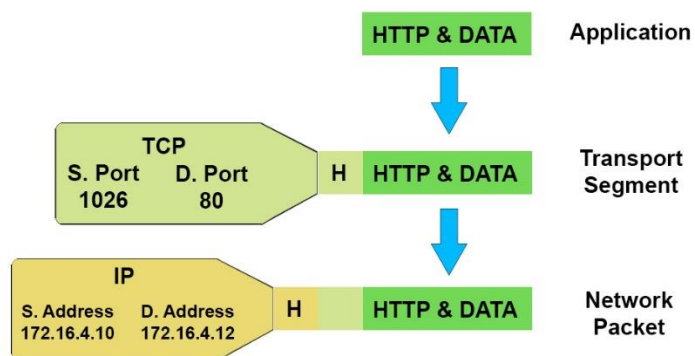 HTTP & DATA Application
TCP
S. Port D. Port
1026 80
H HTTP & DATA
Transport
Segment
IP
S. Address D. Address
172.16.4.10 172.16.4.12
H HTTP & DATA
Network
Packet